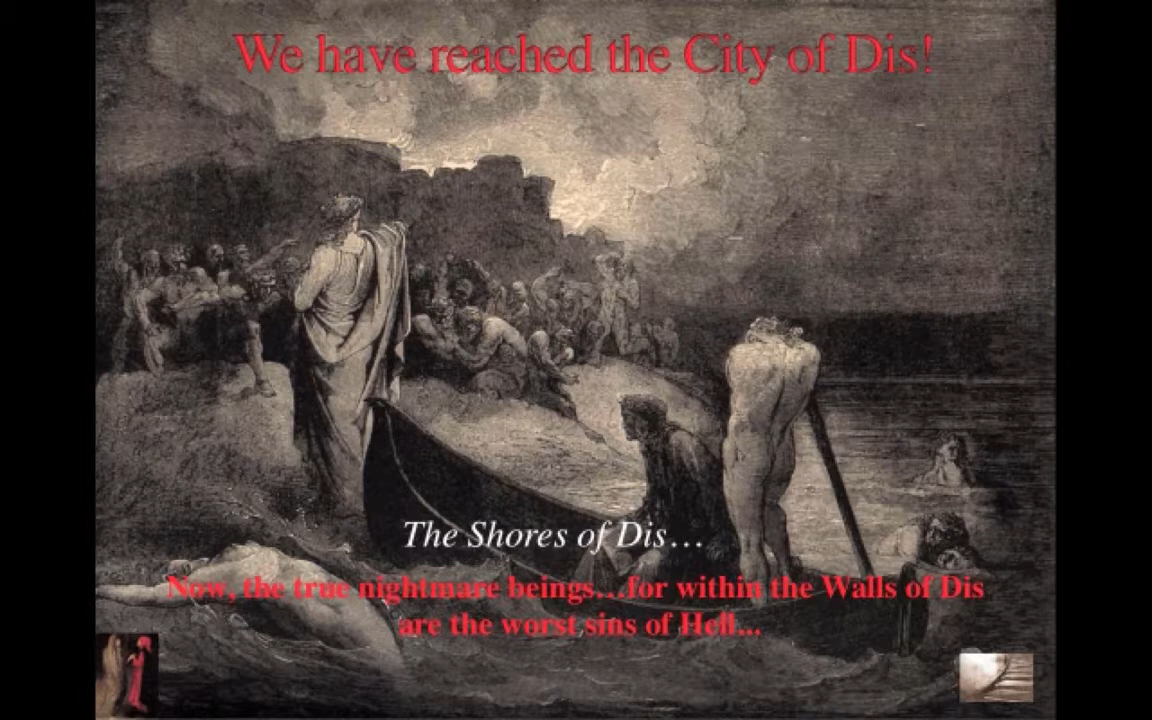 We have reached the City of Dis!
The Shores of Dis…
Now, the true nightmare beings…for within the Walls of Dis
are the worst sins of Hell...